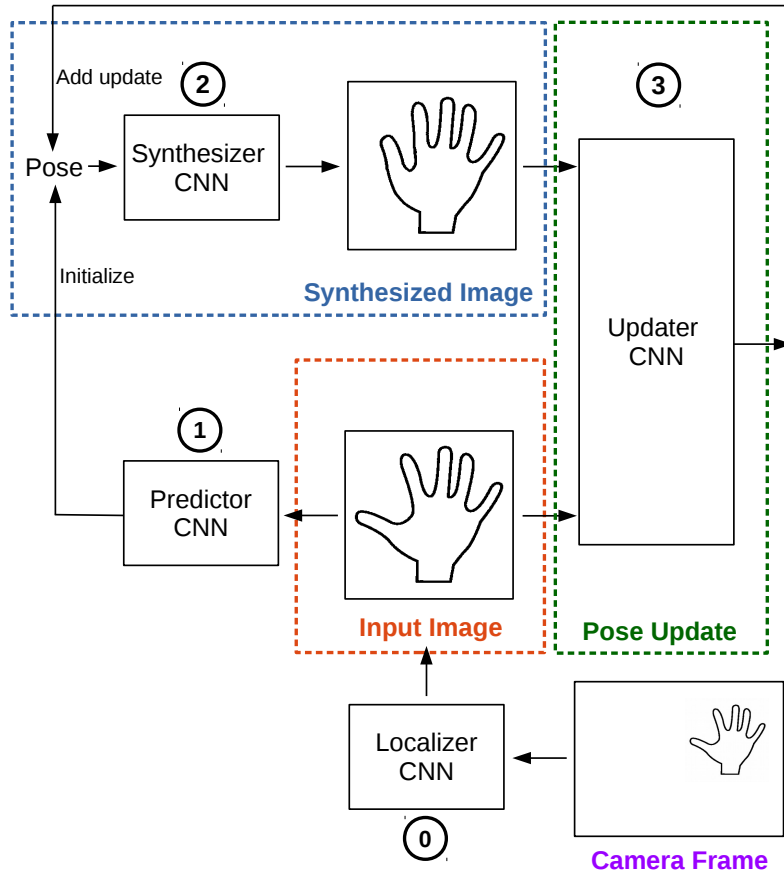 Add update
2
3
Pose
Synthesizer
CNN
Initialize
Synthesized Image
Updater
CNN
1
Predictor
CNN
Input Image
Pose Update
Localizer
CNN
0
Camera Frame